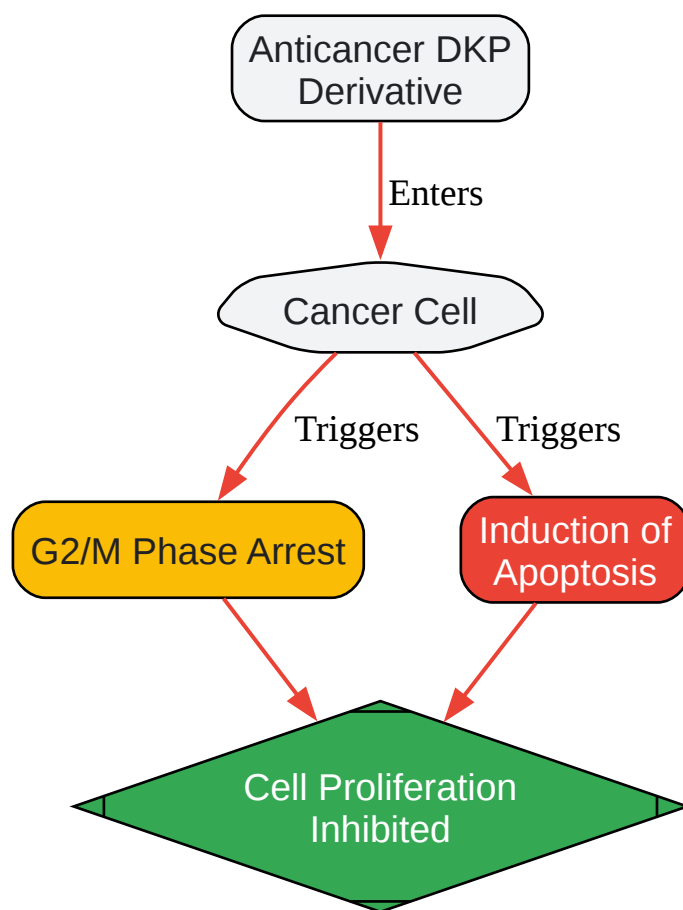 Anticancer DKP
Derivative
Enters
Cancer Cell
Triggers
Triggers
G2/M Phase Arrest
Induction of
Apoptosis
Cell Proliferation
Inhibited